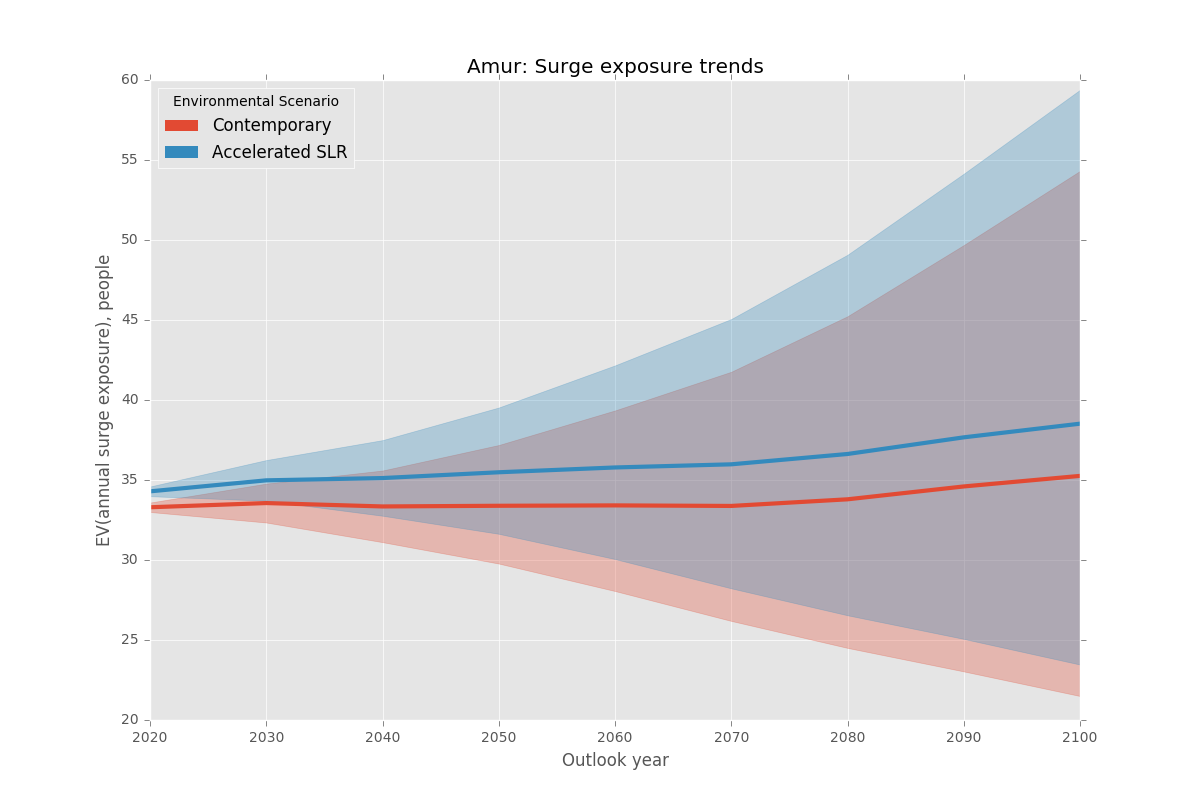 Amur: Surge exposure trends
Environmental Scenario
Contemporary
Accelerated SLR
EV(annual surge exposure), people
60
55
50
45
40
35
30
25
20
2020 2030 2040 2050 2060 2070 2080 2090 2100
Outlook year